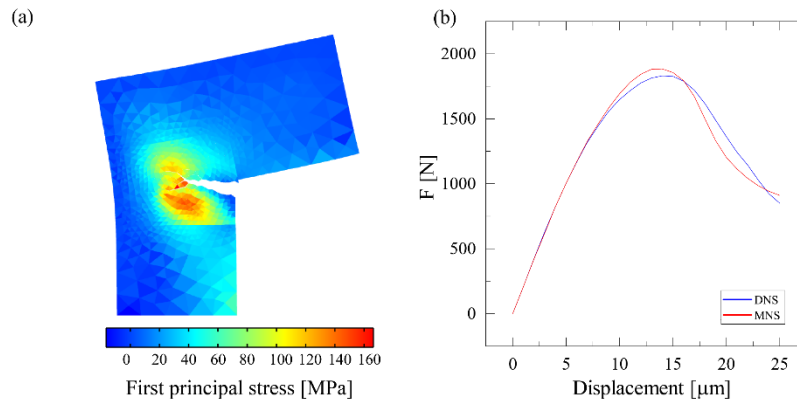 (a)
0 20 40 60 80 100 120 140 160
First principal stress [MPa]
(b)
2000
1500
1000
500
0
F [N]
0 5 10 15 20 25
Displacement [μm]
DNS
MNS